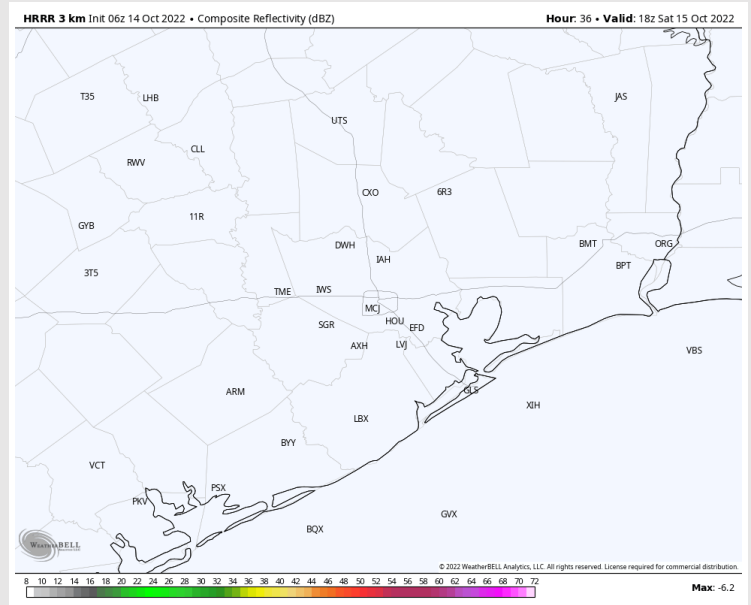 HRRR 3 km Init 06z 14 Oct 2022 • Composite Reflectivity (dBZ) Hour: 36 • Valid: 18z Sat 15 Oct 2022
T35 LHB JAS
UTS
CLL
RWV
CXO 6R3
11R
GYB
DWH BMT ORG
IAH BPT
3T5
TME IWS
MCJ
SGR HOU EFD
AXH LVJ VBS
ARM GLS
XIH
LBX
BYY
VCT
PSX
PKV
GVX
BQX
WeatherBELL
© 2022 WeatherBELL Analytics, LLC. All rights reserved. License required for commercial distribution.
8 10 12 14 16 18 20 22 24 26 28 30 32 34 36 38 40 42 44 46 48 50 52 54 56 58 60 62 64 66 68 70 72 Max: -6.2